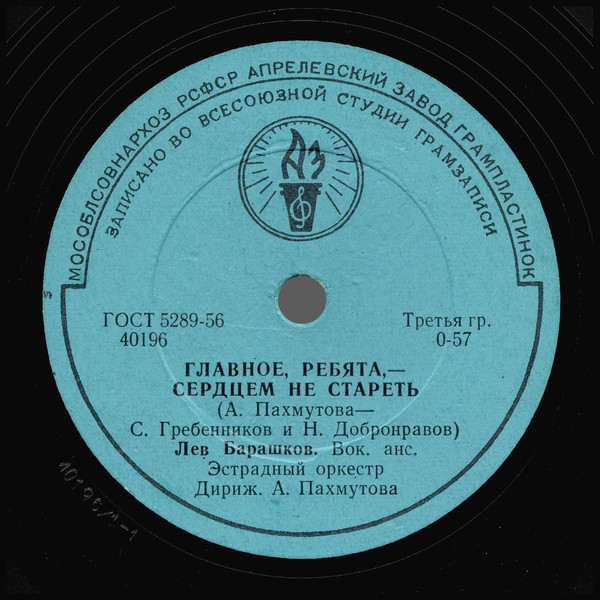 МОСОБЛСОВНАРХОЗ РСФСР АПРЕЛЕВСКИЙ ЗАВОД ГРАМПЛАСТИНОК
ЗАПИСАНО ВО ВСЕСОЮЗНОЙ СТУДИИ ГРАМЗАПИСИ
АЗ
ГОСТ 5289-56
40196
Третья гр.
0-57
ГЛАВНОЕ, РЕБЯТА,—
СЕРДЦЕМ НЕ СТАРЕТЬ
(А. Пахмутова—
С. Гребенников и Н. Добронравов)
Лев Барашков. Вок. анс.
Эстрадный оркестр
Дириж. А. Пахмутова